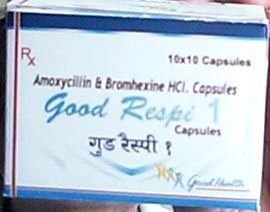 Rx
10x10 Capsules
Amoxycillin & Bromhexine HCl. Capsules
Good Respi 1
Capsules
गुड रैस्पी १
Good Health